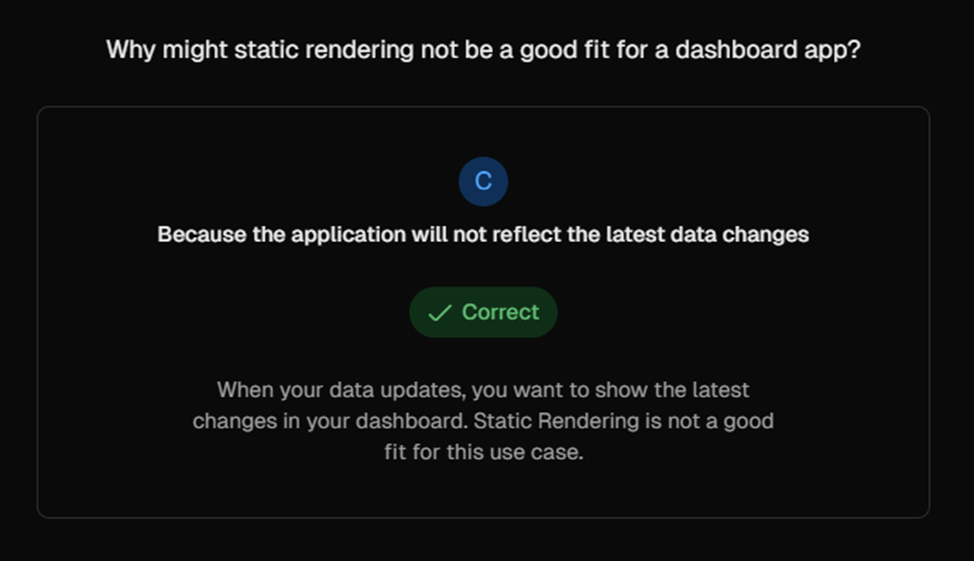 Why might static rendering not be a good fit for a dashboard app?
C
Because the application will not reflect the latest data changes
Correct
When your data updates, you want to show the latest
changes in your dashboard. Static Rendering is not a good
fit for this use case.